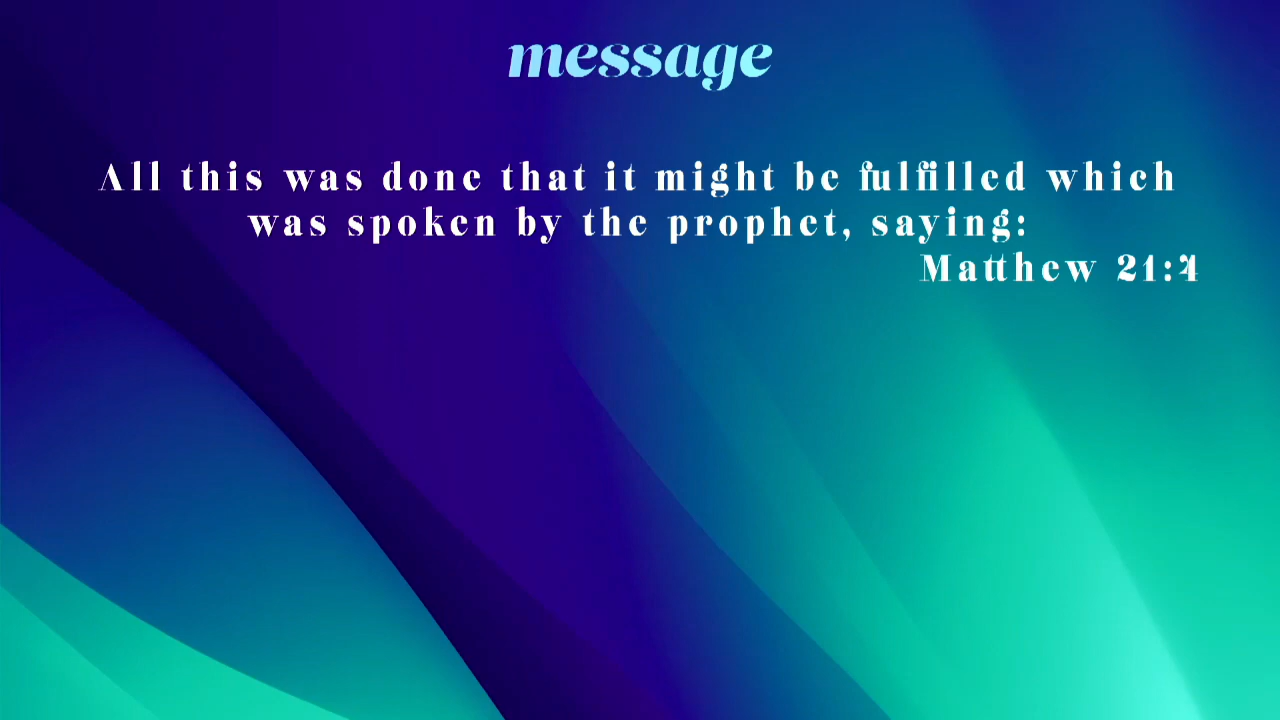 message
All this was done that it might be fulfilled which
was spoken by the prophet, saying:
Matthew 21:4